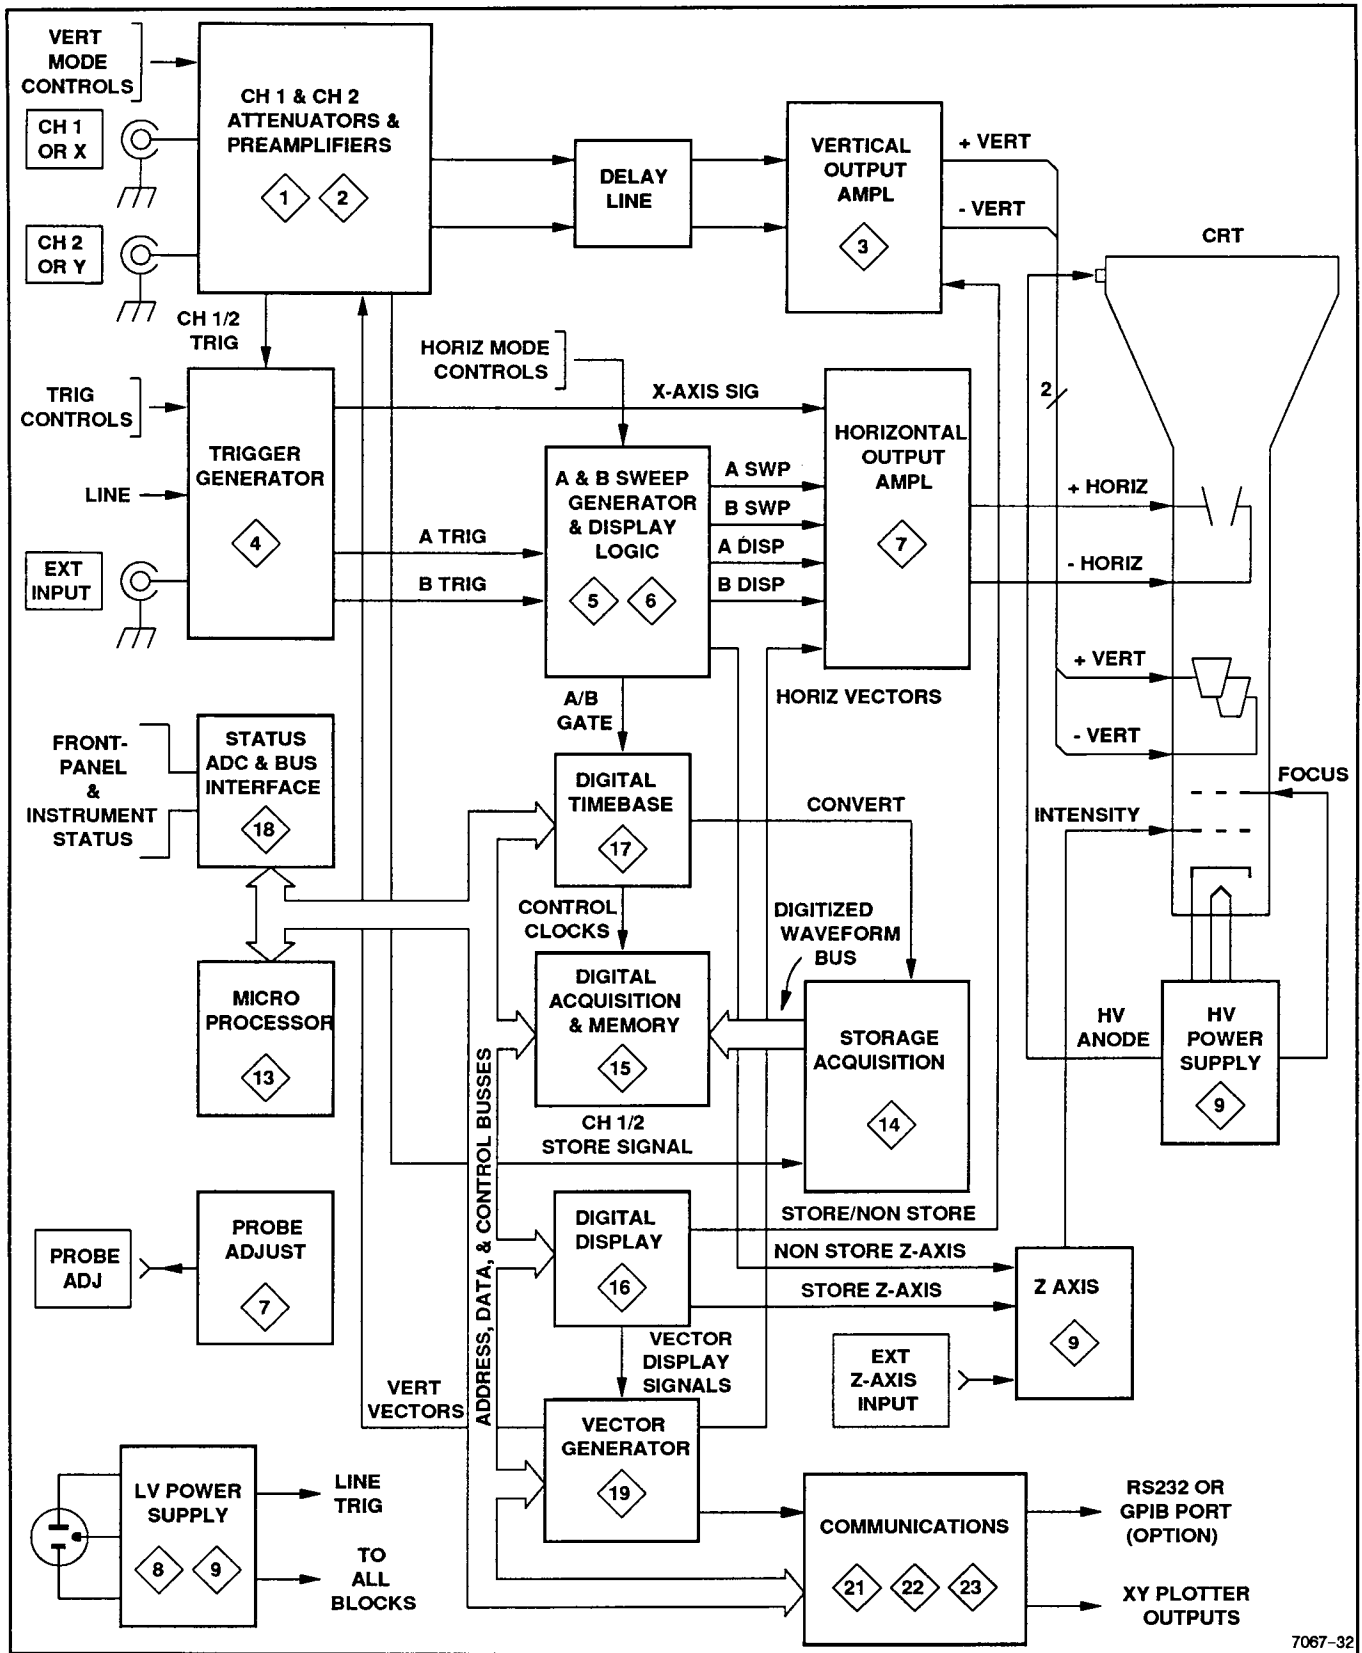 VERT
MODE
CONTROLS
CH 1
OR X
CH 2
OR Y
CH 1 & CH 2
ATTENUATORS &
PREAMPLIFIERS
1
2
DELAY
LINE
VERTICAL
OUTPUT
AMPL
3
+ VERT
- VERT
CRT
CH 1/2
TRIG
HORIZ MODE
CONTROLS
X-AXIS SIG
2
TRIG
CONTROLS
LINE
EXT
INPUT
TRIGGER
GENERATOR
4
A TRIG
B TRIG
A & B SWEEP
GENERATOR
& DISPLAY
LOGIC
5
6
A SWP
B SWP
A DISP
B DISP
HORIZONTAL
OUTPUT
AMPL
7
+ HORIZ
- HORIZ
+ VERT
- VERT
HORIZ VECTORS
A/B
GATE
FRONT-
PANEL
&
INSTRUMENT
STATUS
STATUS
ADC & BUS
INTERFACE
18
DIGITAL
TIMEBASE
17
CONVERT
FOCUS
INTENSITY
CONTROL
CLOCKS
DIGITIZED
WAVEFORM
BUS
MICRO
PROCESSOR
13
DIGITAL
ACQUISITION
& MEMORY
15
STORAGE
ACQUISITION
14
HV
ANODE
HV
POWER
SUPPLY
9
ADDRESS, DATA, & CONTROL BUSSES
CH 1/2
STORE SIGNAL
PROBE
ADJ
PROBE
ADJUST
7
DIGITAL
DISPLAY
16
STORE/NON STORE
NON STORE Z-AXIS
STORE Z-AXIS
Z AXIS
9
EXT
Z-AXIS
INPUT
VECTOR
DISPLAY
SIGNALS
VERT
VECTORS
VECTOR
GENERATOR
19
LV POWER
SUPPLY
8
9
LINE
TRIG
TO
ALL
BLOCKS
COMMUNICATIONS
21
22
23
RS232 OR
GPIB PORT
(OPTION)
XY PLOTTER
OUTPUTS
7067-32